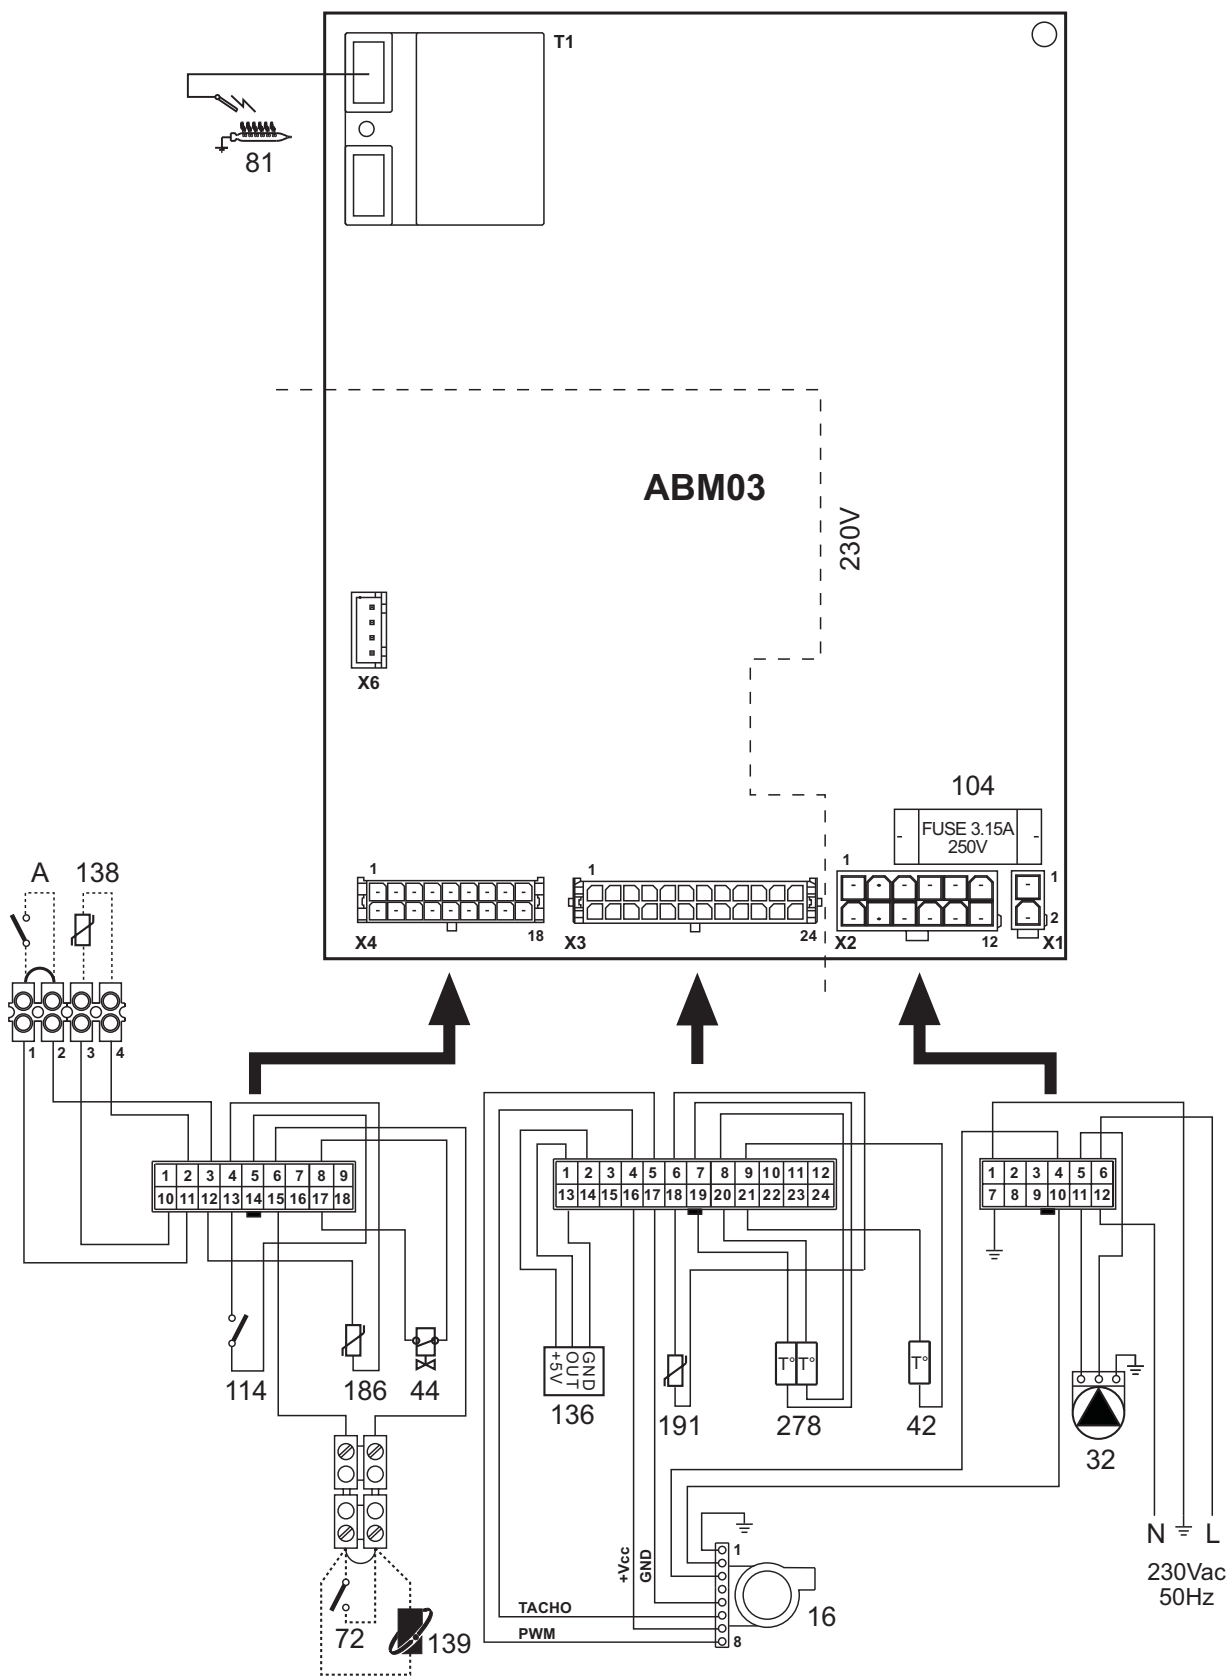 T1
81
ABM03
230V
X6
104
FUSE 3.15A
250V
1
18
X4
1
24
X3
1
12
X2
1
2
X1
A 138
1 2 3 4
1 2 3 4 5 6 7 8 9
10 11 12 13 14 15 16 17 18
1 2 3 4 5 6 7 8 9 10 11 12
13 14 15 16 17 18 19 20 21 22 23 24
1 2 3 4 5 6
7 8 9 10 11 12
114
186
44
+5V
OUT
GND
136
191
T° T°
278
T°
42
32
N L
230Vac
50Hz
+Vcc
GND
TACHO
PWM
1
8
16
72
139